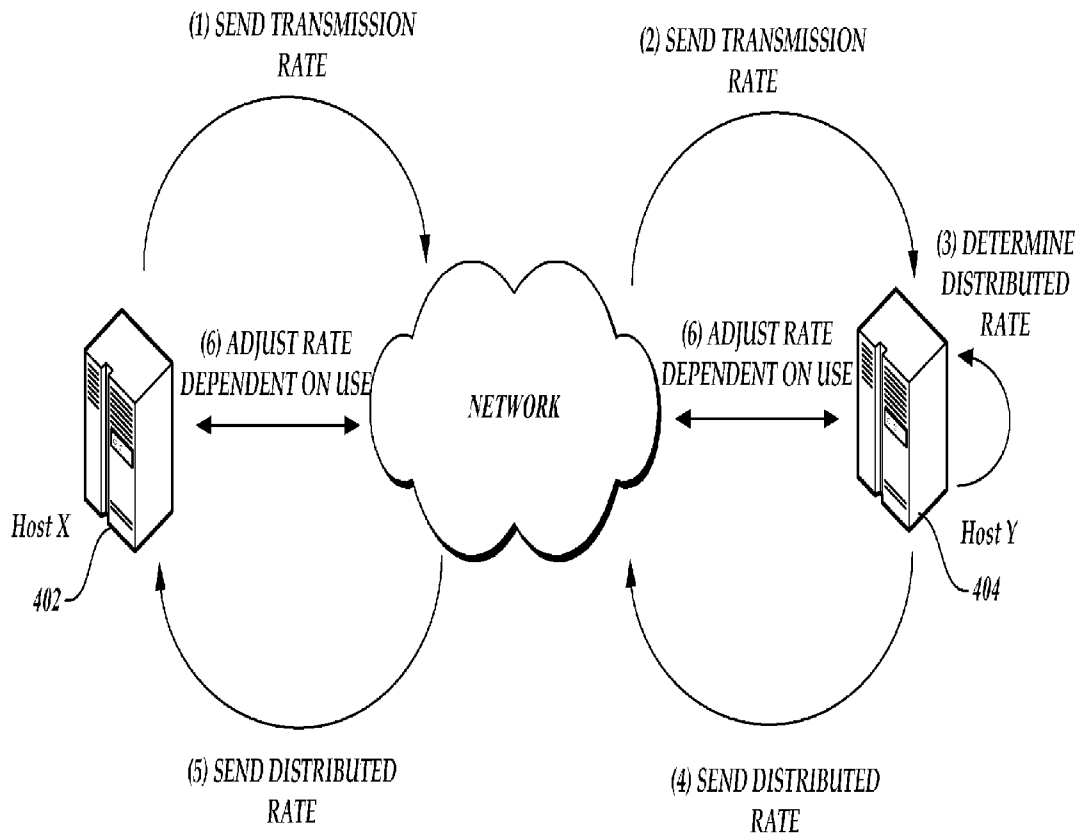 (1) SEND TRANSMISSION
RATE
(2) SEND TRANSMISSION
RATE
(3) DETERMINE
DISTRIBUTED
RATE
(6) ADJUST RATE
DEPENDENT ON USE
NETWORK
(6) ADJUST RATE
DEPENDENT ON USE
Host X
402
Host Y
404
(5) SEND DISTRIBUTED
RATE
(4) SEND DISTRIBUTED
RATE